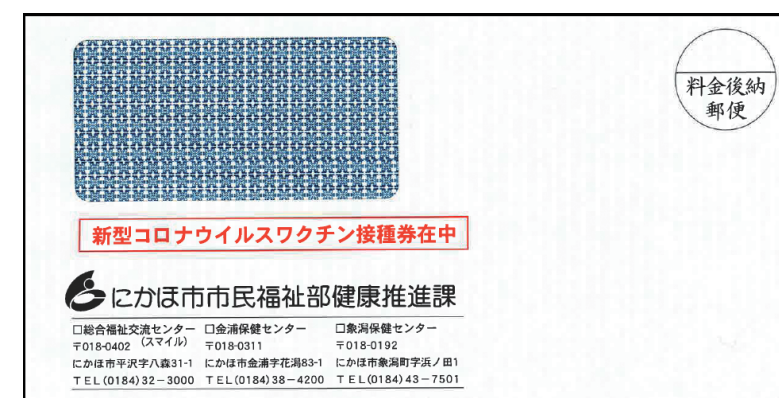 料金後納
郵便
新型コロナウイルスワクチン接種券在中
にかほ市市民福祉部健康推進課
□総合福祉交流センター □金浦保健センター □象潟保健センター
〒018-0402 (スマイル) 〒018-0311 〒018-0192
にかほ市平沢字八森31-1 にかほ市金浦字花潟83-1 にかほ市象潟町字浜ノ田1
TEL(0184)32-3000 TEL(0184)38-4200 TEL(0184)43-7501